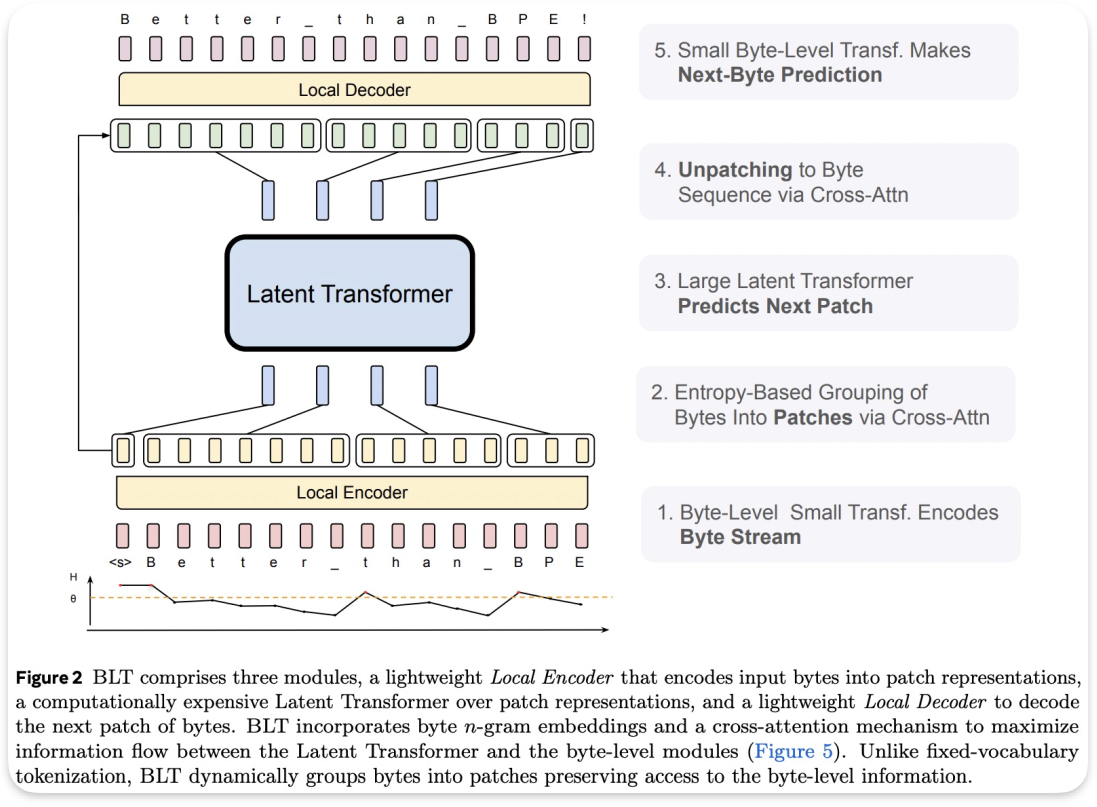 B e t t e r _ t h a n _ B P E !
Local Decoder
5. Small Byte-Level Transf. Makes
Next-Byte Prediction
4. Unpatching to Byte
Sequence via Cross-Attn
Latent Transformer
3. Large Latent Transformer
Predicts Next Patch
2. Entropy-Based Grouping of
Bytes Into Patches via Cross-Attn
Local Encoder
1. Byte-Level Small Transf. Encodes
Byte Stream
<s> B e t t e r _ t h a n _ B P E
H
θ
Figure 2 BLT comprises three modules, a lightweight Local Encoder that encodes input bytes into patch representations,
a computationally expensive Latent Transformer over patch representations, and a lightweight Local Decoder to decode
the next patch of bytes. BLT incorporates byte n-gram embeddings and a cross-attention mechanism to maximize
information flow between the Latent Transformer and the byte-level modules (Figure 5). Unlike fixed-vocabulary
tokenization, BLT dynamically groups bytes into patches preserving access to the byte-level information.